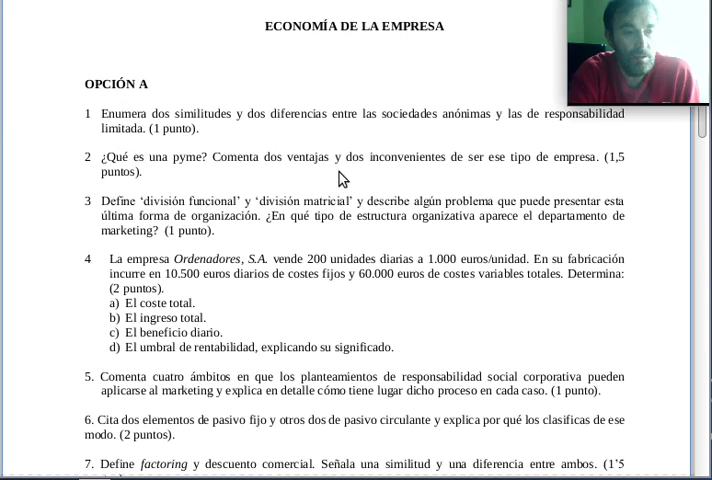 ECONOMÍA DE LA EMPRESA
OPCIÓN A
1 Enumera dos similitudes y dos diferencias entre las sociedades anónimas y las de responsabilidad
limitada. (1 punto).
2 ¿Qué es una pyme? Comenta dos ventajas y dos inconvenientes de ser ese tipo de empresa. (1,5
puntos).
3 Define ‘división funcional’ y ‘división matricial’ y describe algún problema que puede presentar esta
última forma de organización. ¿En qué tipo de estructura organizativa aparece el departamento de
marketing? (1 punto).
4 La empresa Ordenadores, S.A. vende 200 unidades diarias a 1.000 euros/unidad. En su fabricación
incurre en 10.500 euros diarios de costes fijos y 60.000 euros de costes variables totales. Determina:
(2 puntos).
a) El coste total.
b) El ingreso total.
c) El beneficio diario.
d) El umbral de rentabilidad, explicando su significado.
5. Comenta cuatro ámbitos en que los planteamientos de responsabilidad social corporativa pueden
aplicarse al marketing y explica en detalle cómo tiene lugar dicho proceso en cada caso. (1 punto).
6. Cita dos elementos de pasivo fijo y otros dos de pasivo circulante y explica por qué los clasificas de ese
modo. (2 puntos).
7. Define factoring y descuento comercial. Señala una similitud y una diferencia entre ambos. (1’5